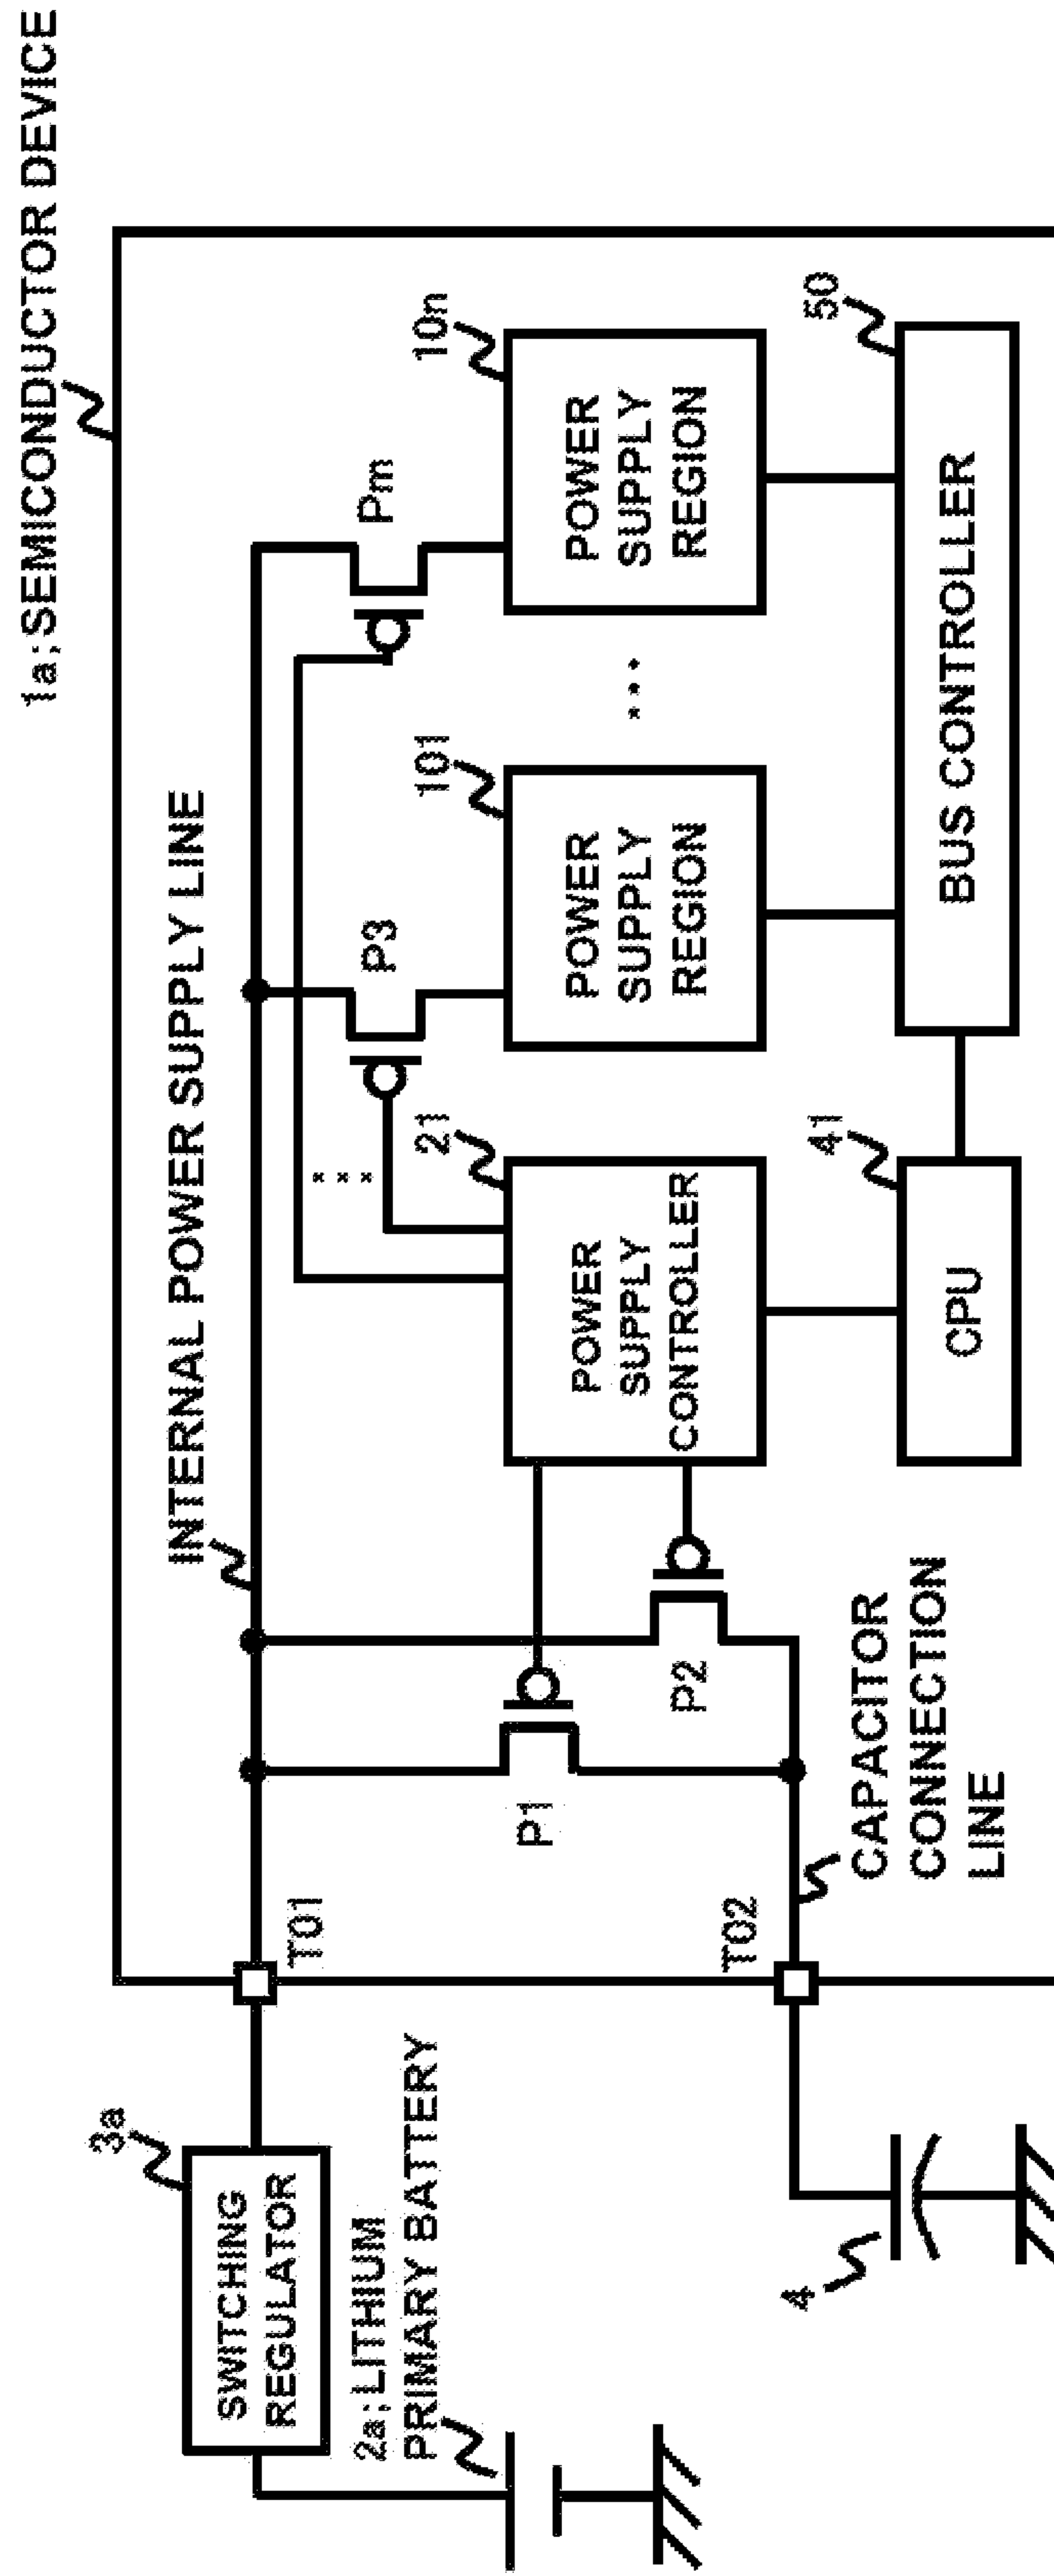 1a;SEMICONDUCTOR DEVICE
INTERNAL POWER SUPPLY LINE
3a
SWITCHING
REGULATOR
T01
2a;LITHIUM
PRIMARY BATTERY
P1
P2
P3
Pm
21
POWER
SUPPLY
CONTROLLER
101
POWER
SUPPLY
REGION
...
...
10n
POWER
SUPPLY
REGION
T02
4
CAPACITOR
CONNECTION
LINE
41
CPU
50
BUS CONTROLLER